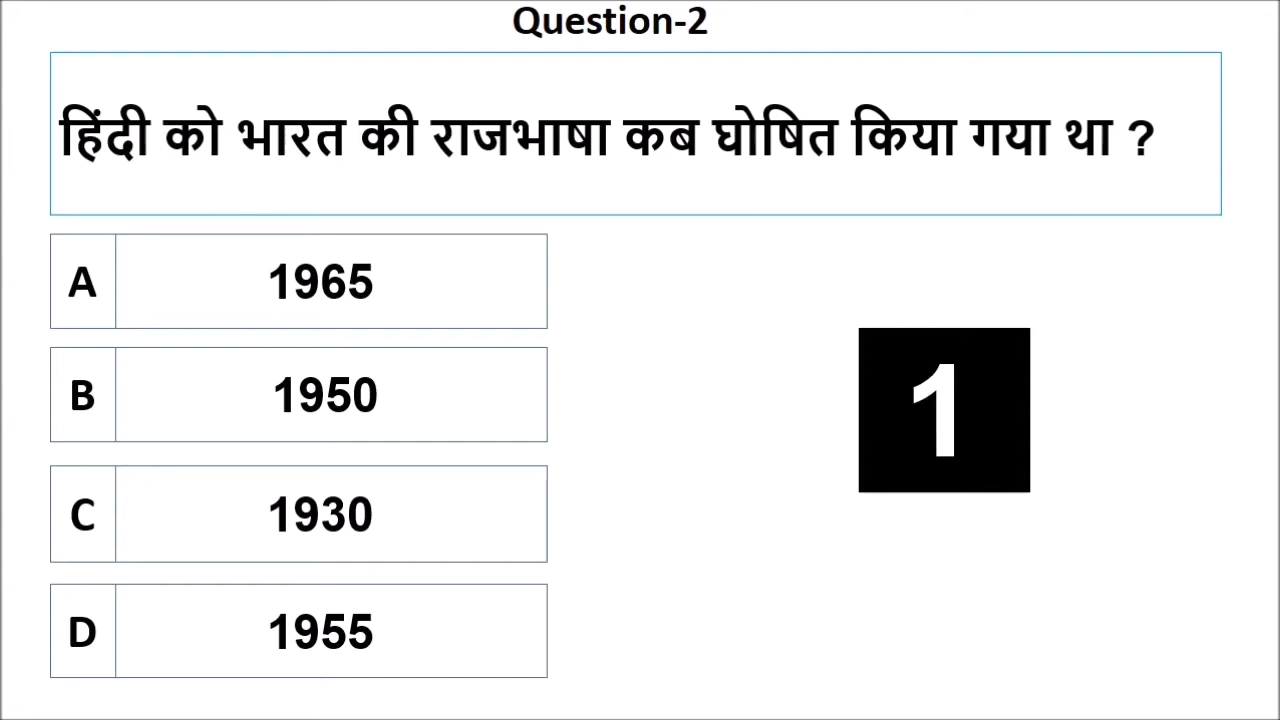 Question-2
हिंदी को भारत की राजभाषा कब घोषित किया गया था ?
A 1965
B 1950
1
C 1930
D 1955